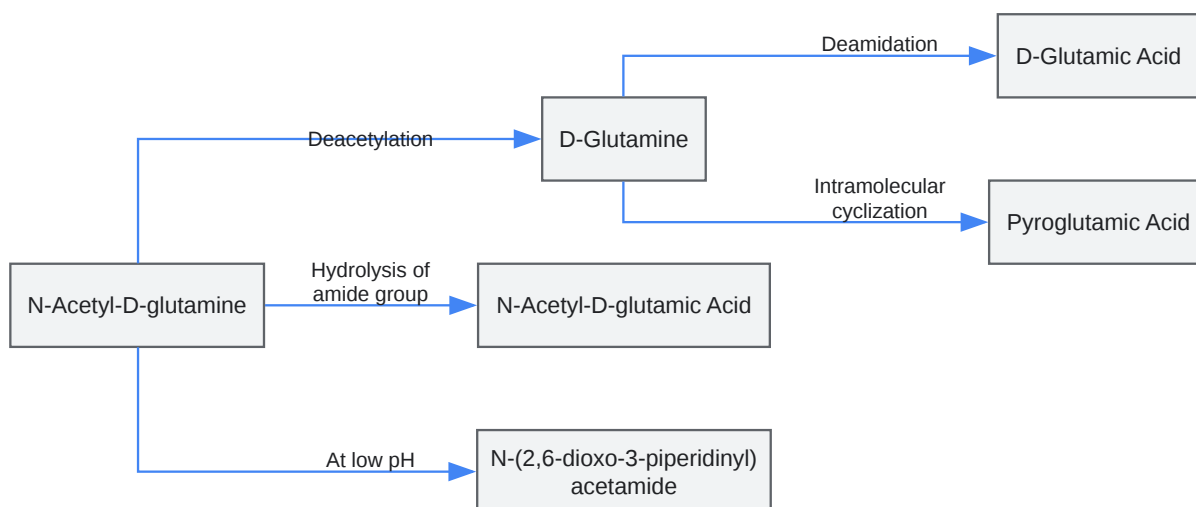 Deamidation
D-Glutamic Acid
Deacetylation
D-Glutamine
Intramolecular
cyclization
Pyroglutamic Acid
N-Acetyl-D-glutamine
Hydrolysis of
amide group
N-Acetyl-D-glutamic Acid
At low pH
N-(2,6-dioxo-3-piperidinyl)
acetamide